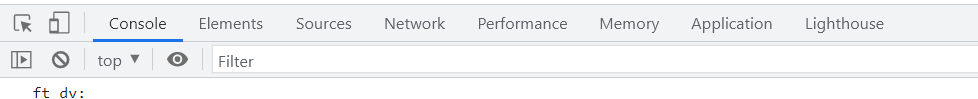 Console Elements Sources Network Performance Memory Application Lighthouse
top Filter
ft dv: